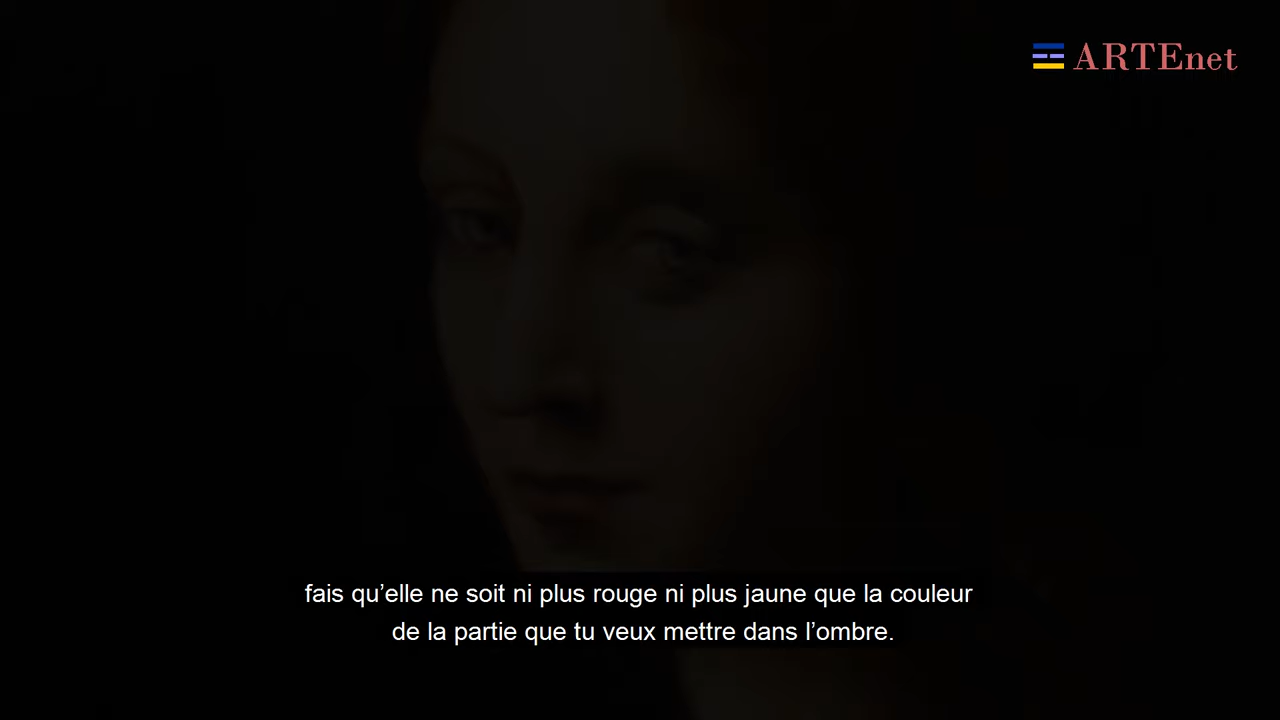 ARTEnet
fais qu’elle ne soit ni plus rouge ni plus jaune que la couleur
de la partie que tu veux mettre dans l’ombre.